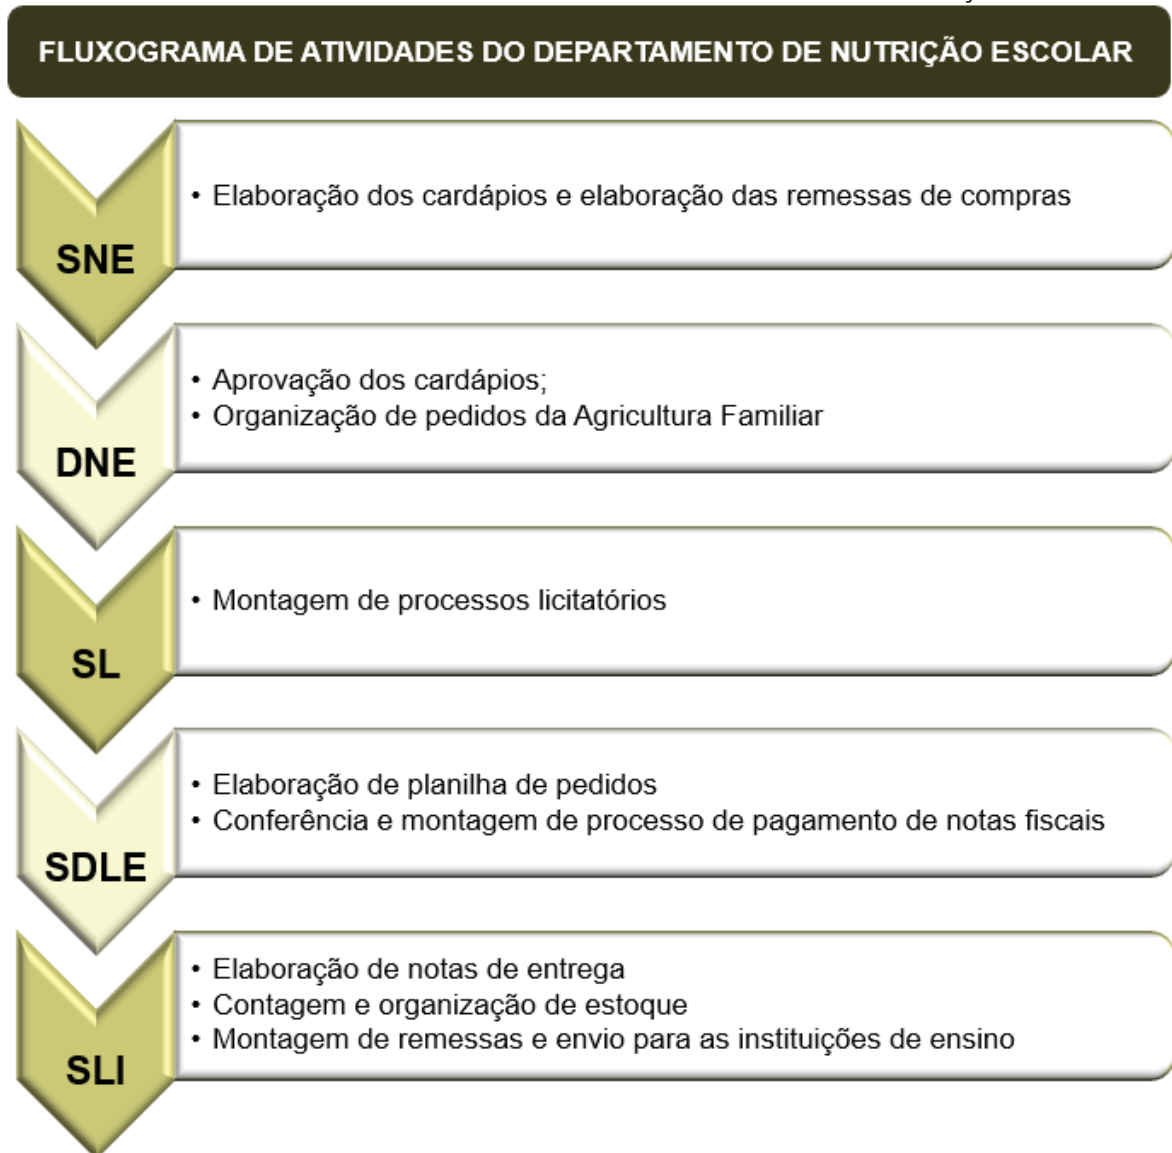 FLUXOGRAMA DE ATIVIDADES DO DEPARTAMENTO DE NUTRIÇÃO ESCOLAR
SNE
• Elaboração dos cardápios e elaboração das remessas de compras
DNE
• Aprovação dos cardápios;
• Organização de pedidos da Agricultura Familiar
SL
• Montagem de processos licitatórios
SDLE
• Elaboração de planilha de pedidos
• Conferência e montagem de processo de pagamento de notas fiscais
SLI
• Elaboração de notas de entrega
• Contagem e organização de estoque
• Montagem de remessas e envio para as instituições de ensino